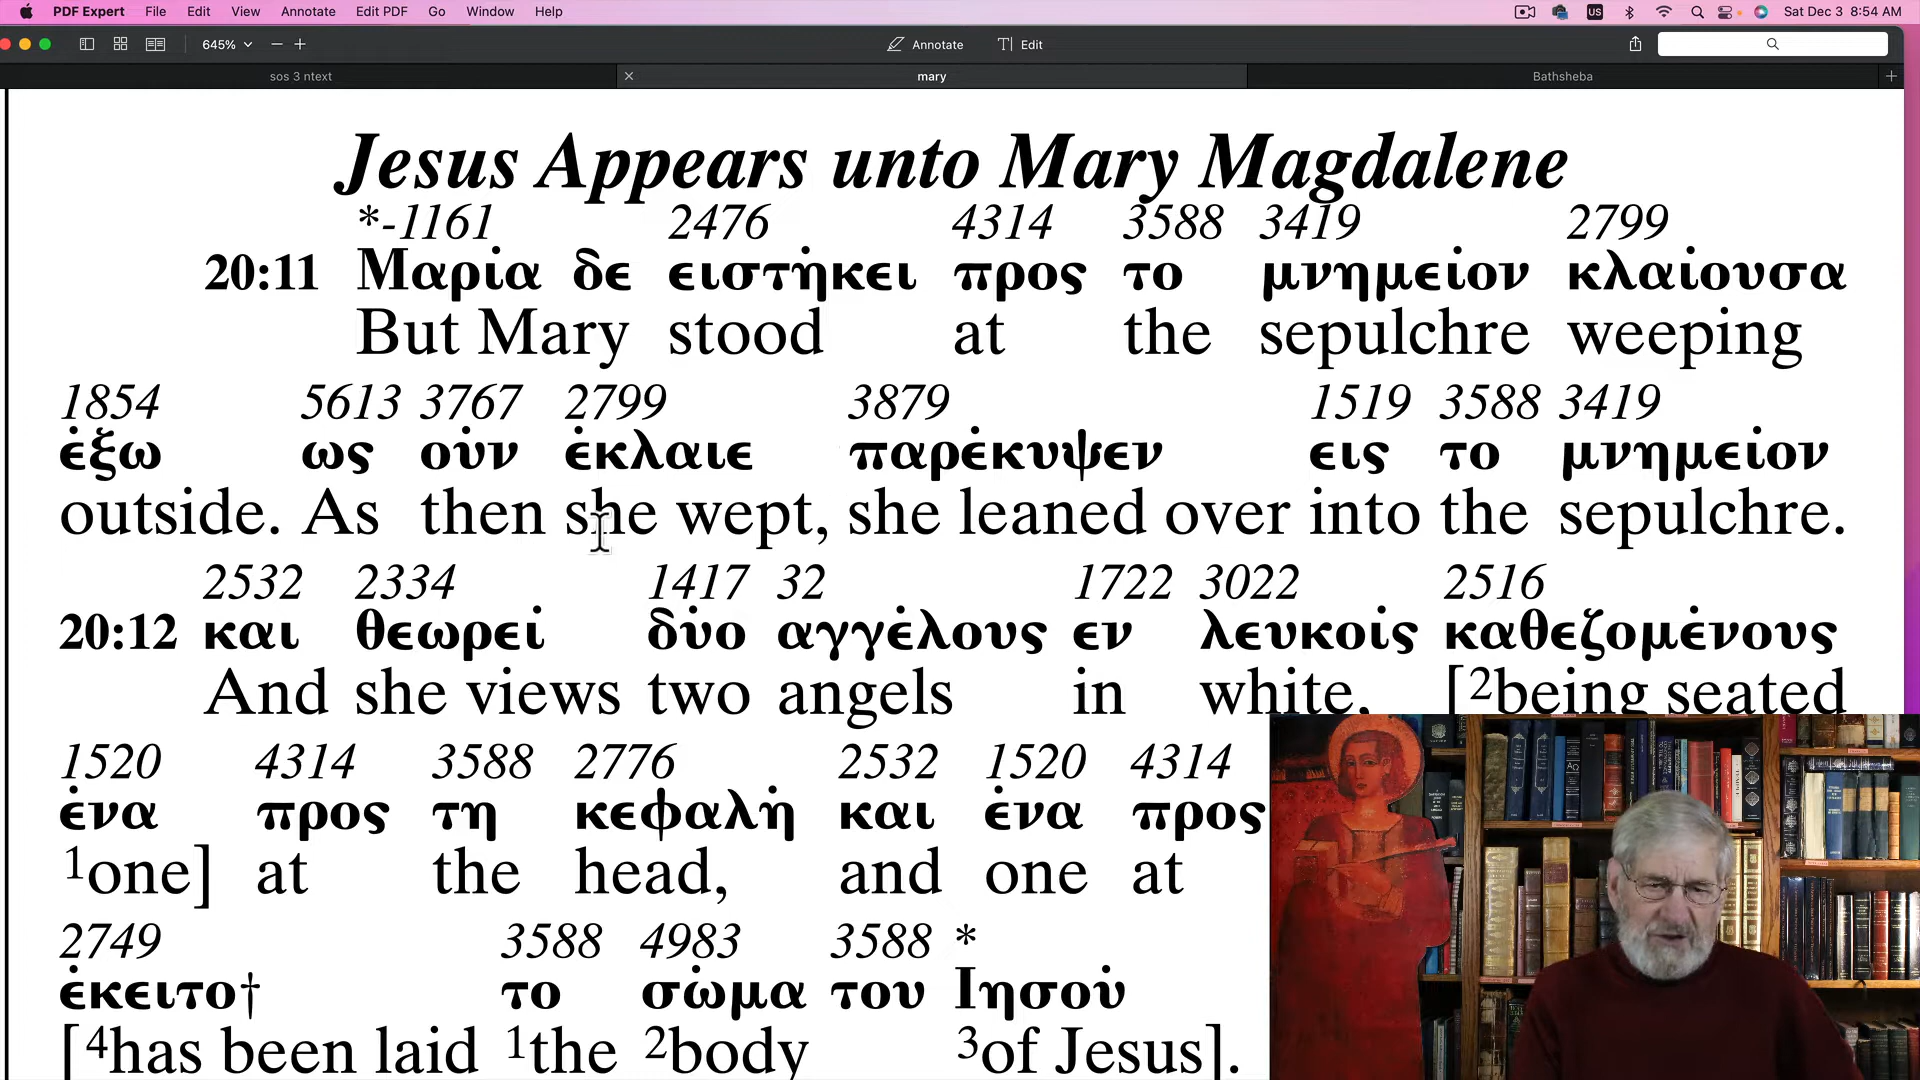 PDF Expert File Edit View Annotate Edit PDF Go Window Help US Sat Dec 3 8:54 AM
645% Annotate Edit
sos 3 ntext mary Bathsheba
Jesus Appears unto Mary Magdalene
*-1161 2476 4314 3588 3419 2799
20:11 Μαρία δε ειστήκει προς το μνημείον κλαίουσα
But Mary stood at the sepulchre weeping
1854 5613 3767 2799 3879 1519 3588 3419
έξω ως ούν έκλαιε παρέκυψεν εις το μνημείον
outside. As then she wept, she leaned over into the sepulchre.
2532 2334 1417 32 1722 3022 2516
20:12 και θεωρεί δύο αγγέλους εν λευκοίς καθεζομένους
And she views two angels in white, [²being seated
1520 4314 3588 2776 2532 1520 4314
ένα προς τη κεφαλή και ένα προς
¹one] at the head, and one at
2749 3588 4983 3588 *
έκειτο† το σώμα του Ιησού
[⁴has been laid ¹the ²body ³of Jesus].